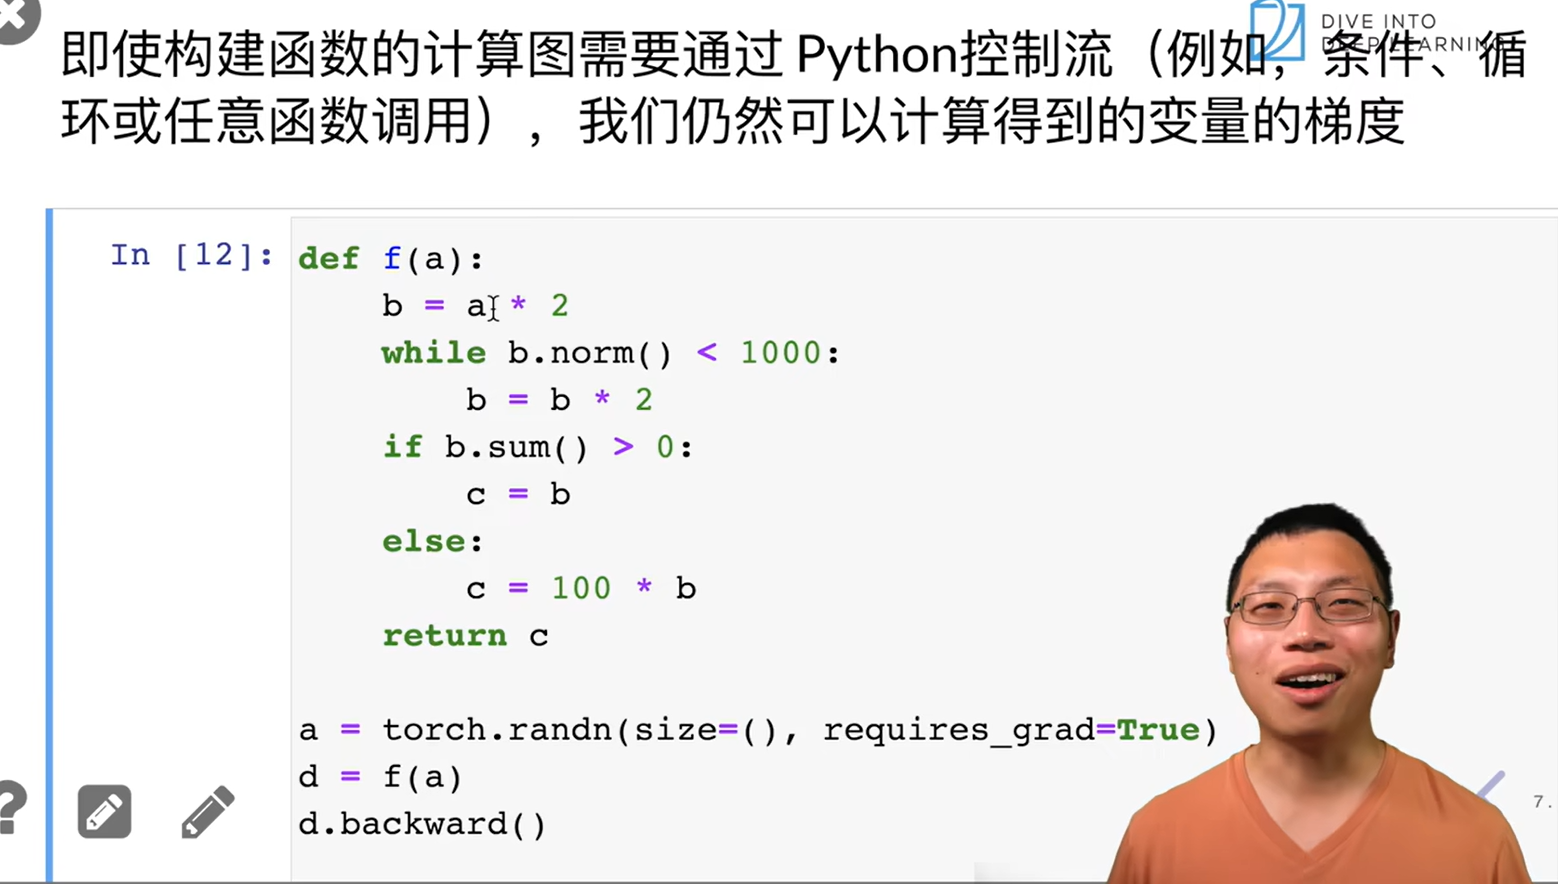 DIVE INTO
DEEP LEARNING
即使构建函数的计算图需要通过 Python控制流（例如，条件、循
环或任意函数调用），我们仍然可以计算得到的变量的梯度
In [12]:
def f(a):
    b = a * 2
    while b.norm() < 1000:
        b = b * 2
    if b.sum() > 0:
        c = b
    else:
        c = 100 * b
    return c
a = torch.randn(size=(), requires_grad=True)
d = f(a)
d.backward()
?
7.